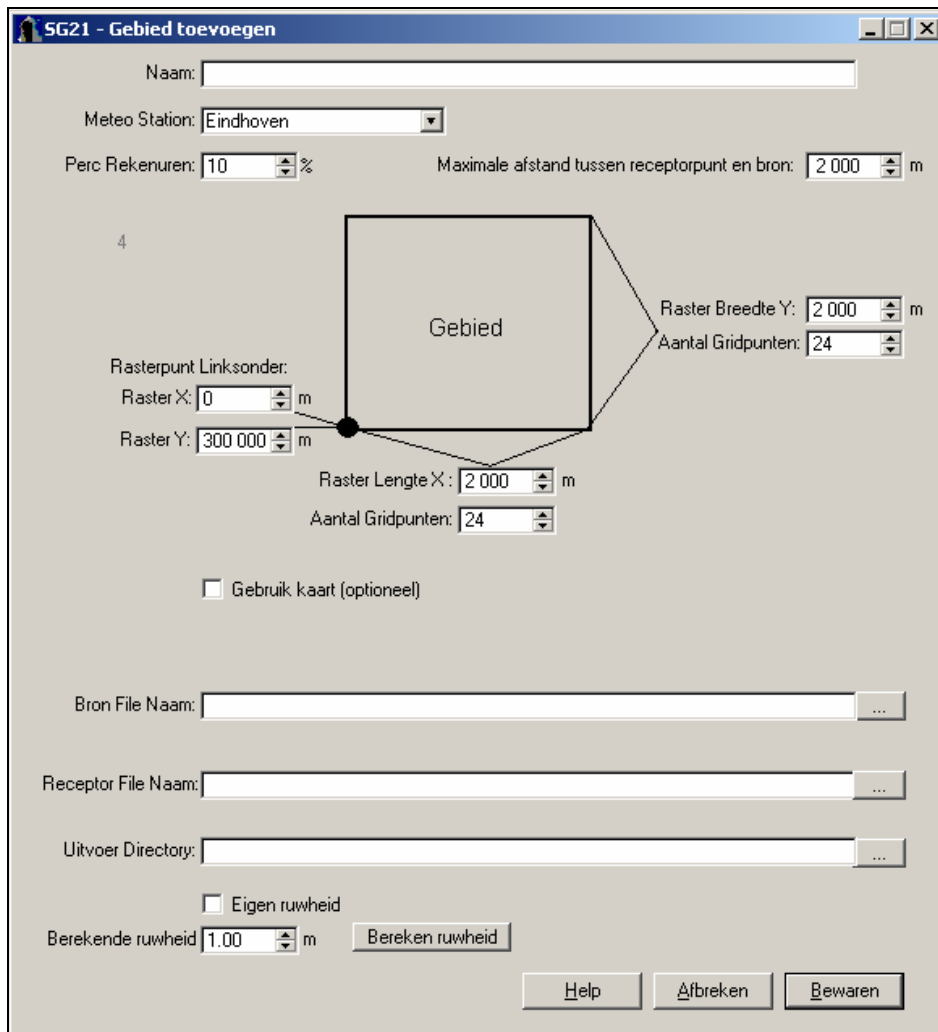 SG21 - Gebied toevoegen
Naam:
Meteo Station: Eindhoven
Perc Rekenuren: 10 %
Maximale afstand tussen receptorpunt en bron: 2 000 m
4
Gebied
Raster Breedte Y: 2 000 m
Aantal Gridpunten: 24
Rasterpunt Linksonder:
Raster X: 0 m
Raster Y: 300 000 m
Raster Lengte X : 2 000 m
Aantal Gridpunten: 24
Gebruik kaart (optioneel)
Bron File Naam: ...
Receptor File Naam: ...
Uitvoer Directory: ...
Eigen ruwheid
Berekende ruwheid 1.00 m Bereken ruwheid
Help Afbreken Bewaren